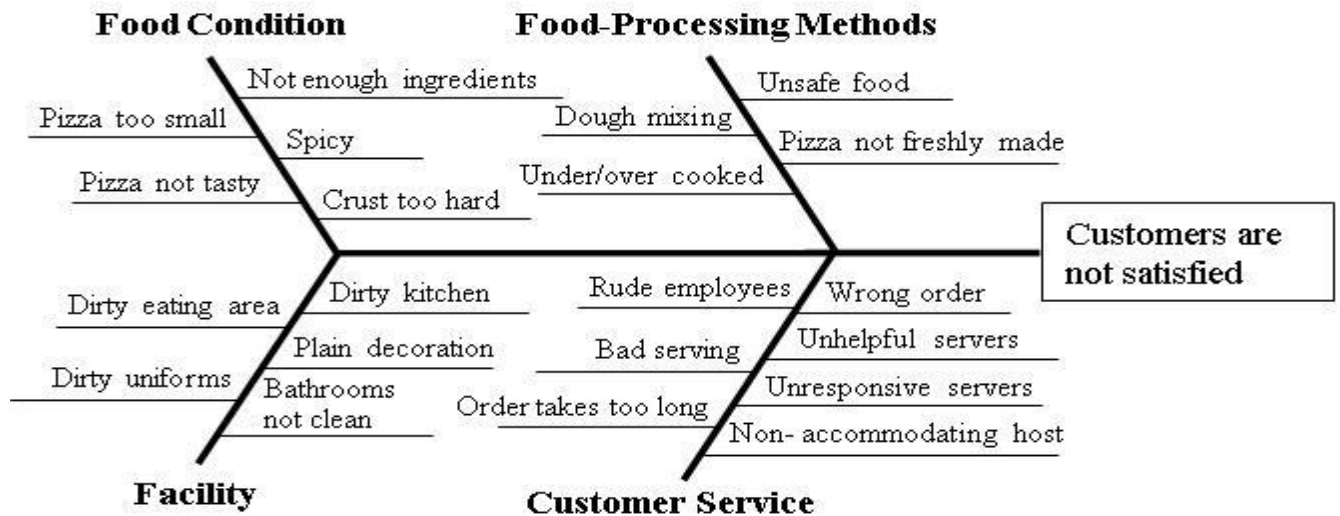 Food Condition
Food-Processing Methods
Not enough ingredients
Pizza too small
Spicy
Pizza not tasty
Crust too hard
Unsafe food
Dough mixing
Pizza not freshly made
Under/over cooked
Customers are
not satisfied
Dirty kitchen
Dirty eating area
Plain decoration
Dirty uniforms
Bathrooms
not clean
Rude employees
Wrong order
Unhelpful servers
Bad serving
Unresponsive servers
Order takes too long
Non- accommodating host
Facility
Customer Service